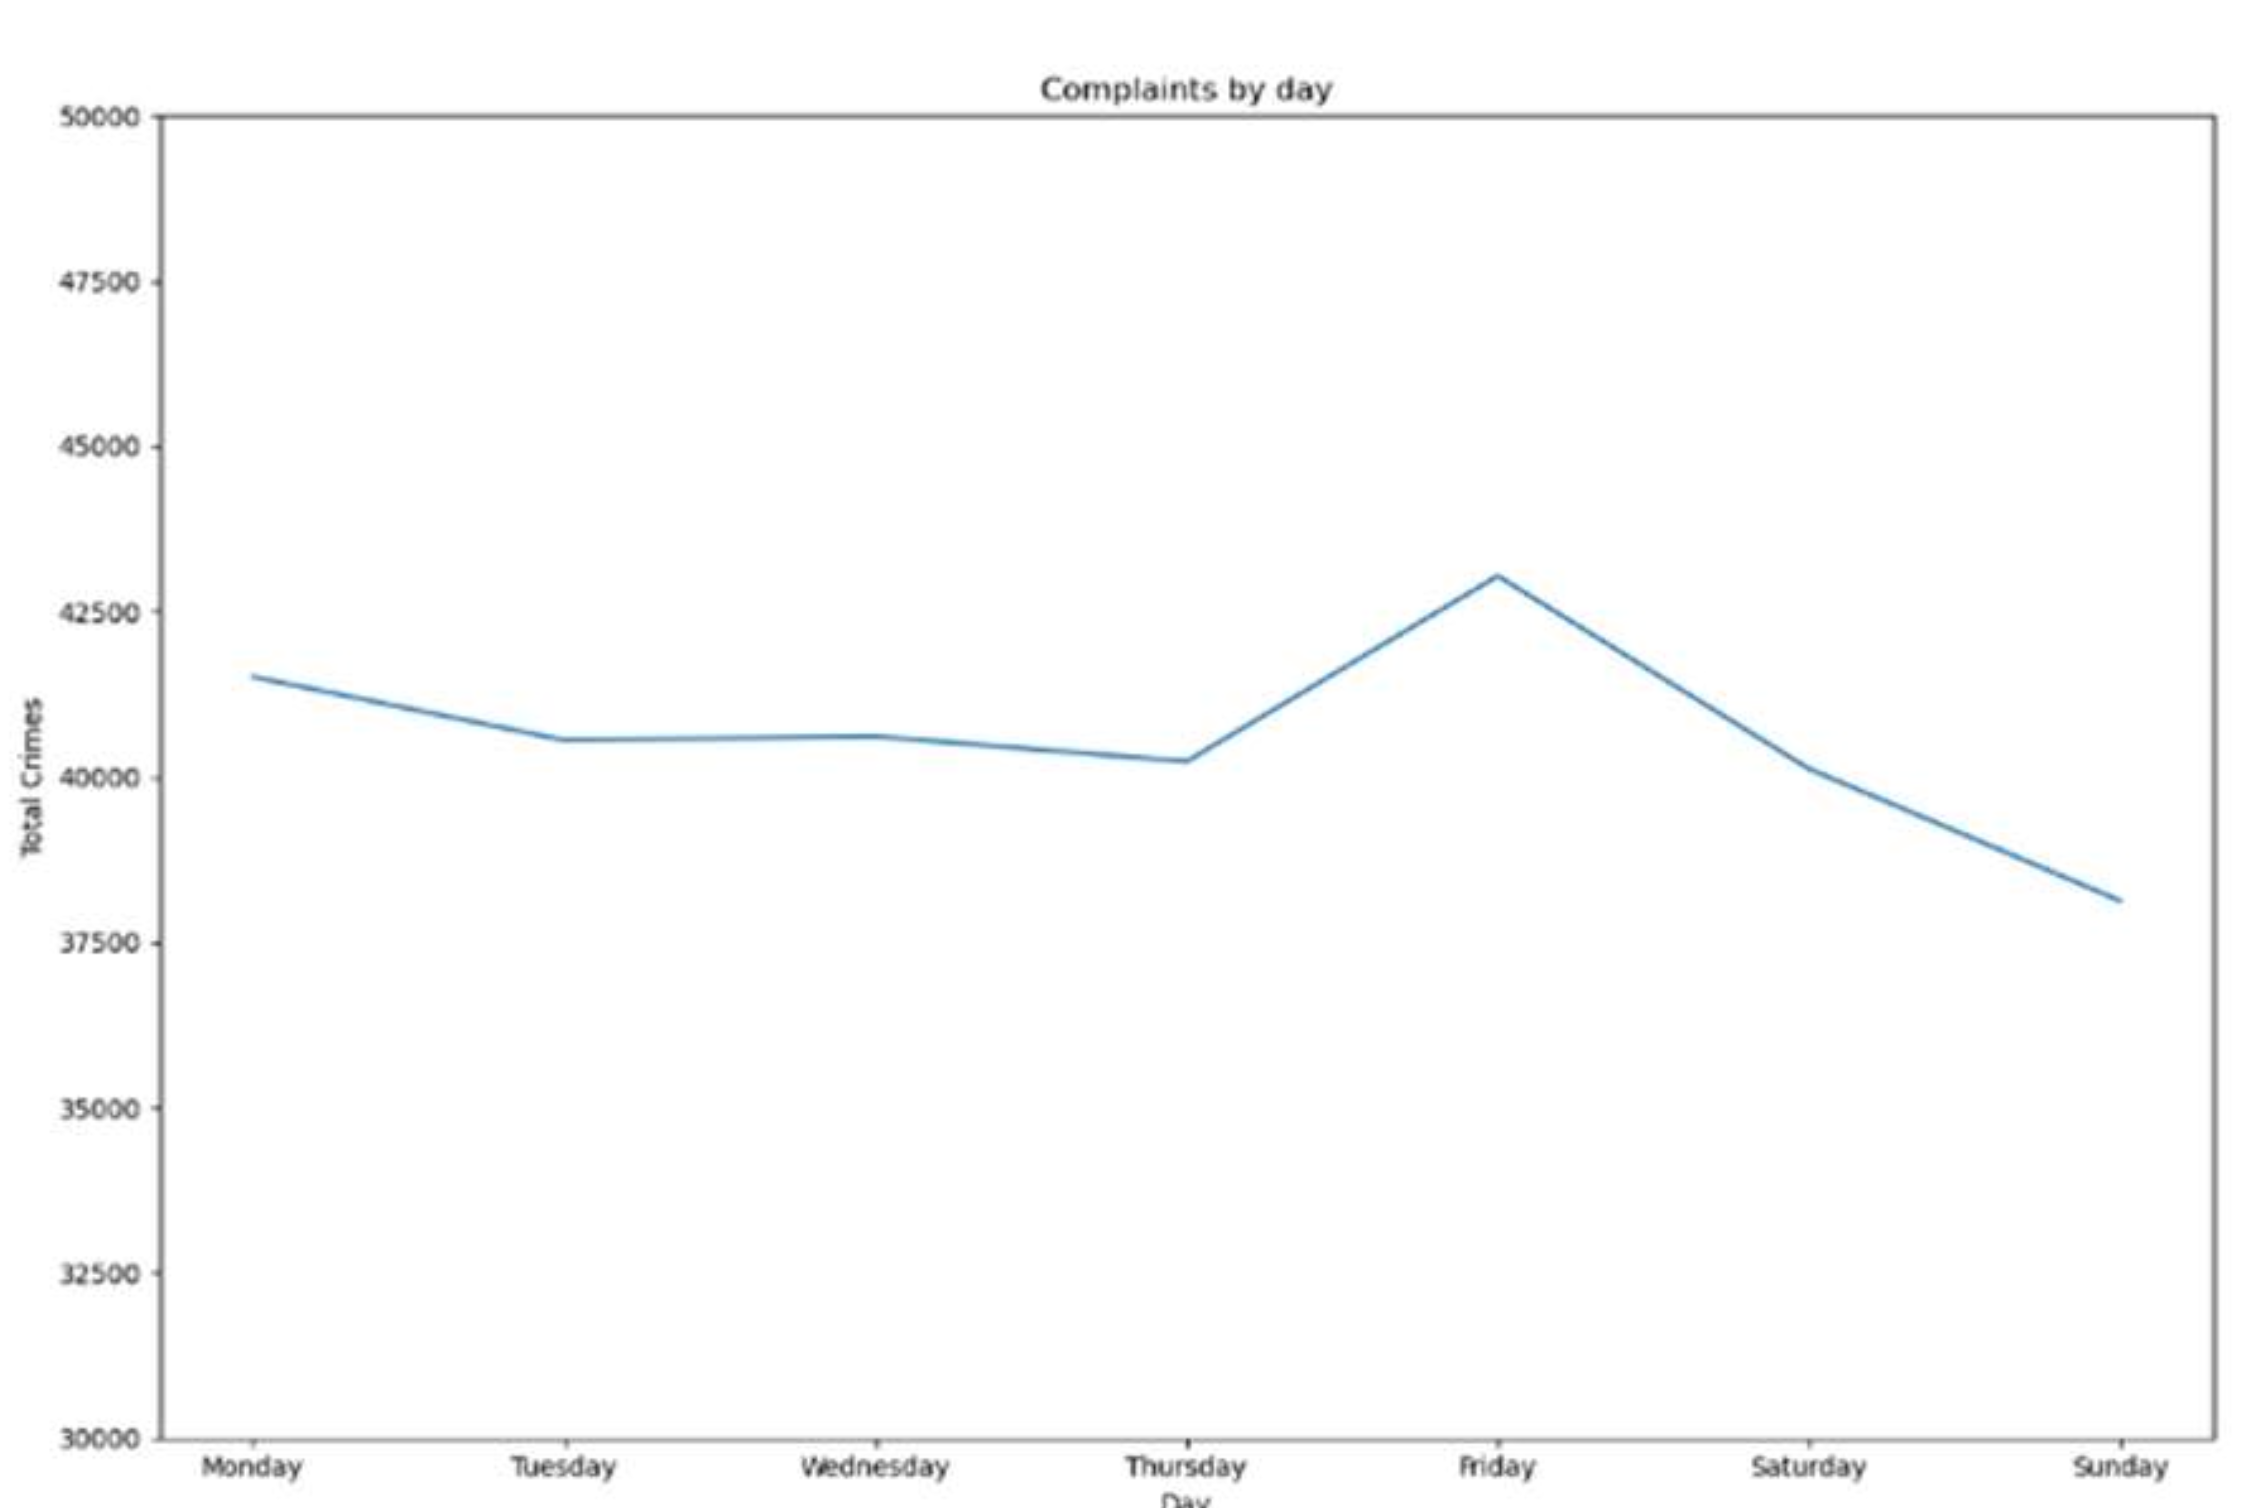 Complaints by day
50000
47500
45000
42500
40000
37500
35000
32500
30000
Total Crimes
Monday Tuesday Wednesday Thursday Friday Saturday Sunday
Day